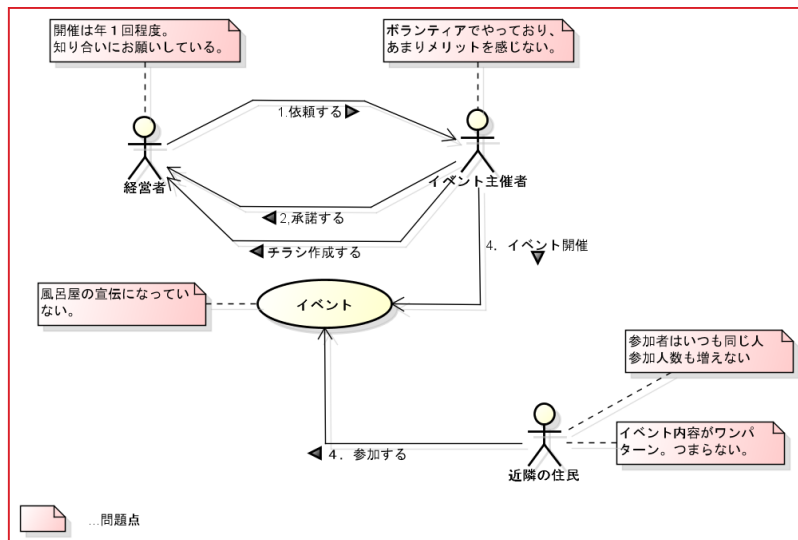 開催は年１回程度。
知り合いにお願いしている。
ボランティアでやっており、
あまりメリットを感じない。
1.依頼する
経営者
イベント主催者
2,承諾する
チラシ作成する
4．イベント開催
風呂屋の宣伝になってい
ない。
イベント
参加者はいつも同じ人
参加人数も増えない
イベント内容がワンパ
ターン。つまらない。
４．参加する
近隣の住民
...問題点